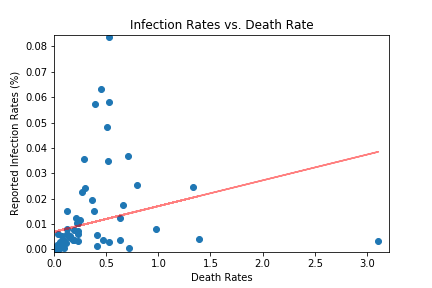 Infection Rates vs. Death Rate
Reported Infection Rates (%)
0.08
0.07
0.06
0.05
0.04
0.03
0.02
0.01
0.00
0.0 0.5 1.0 1.5 2.0 2.5 3.0
Death Rates